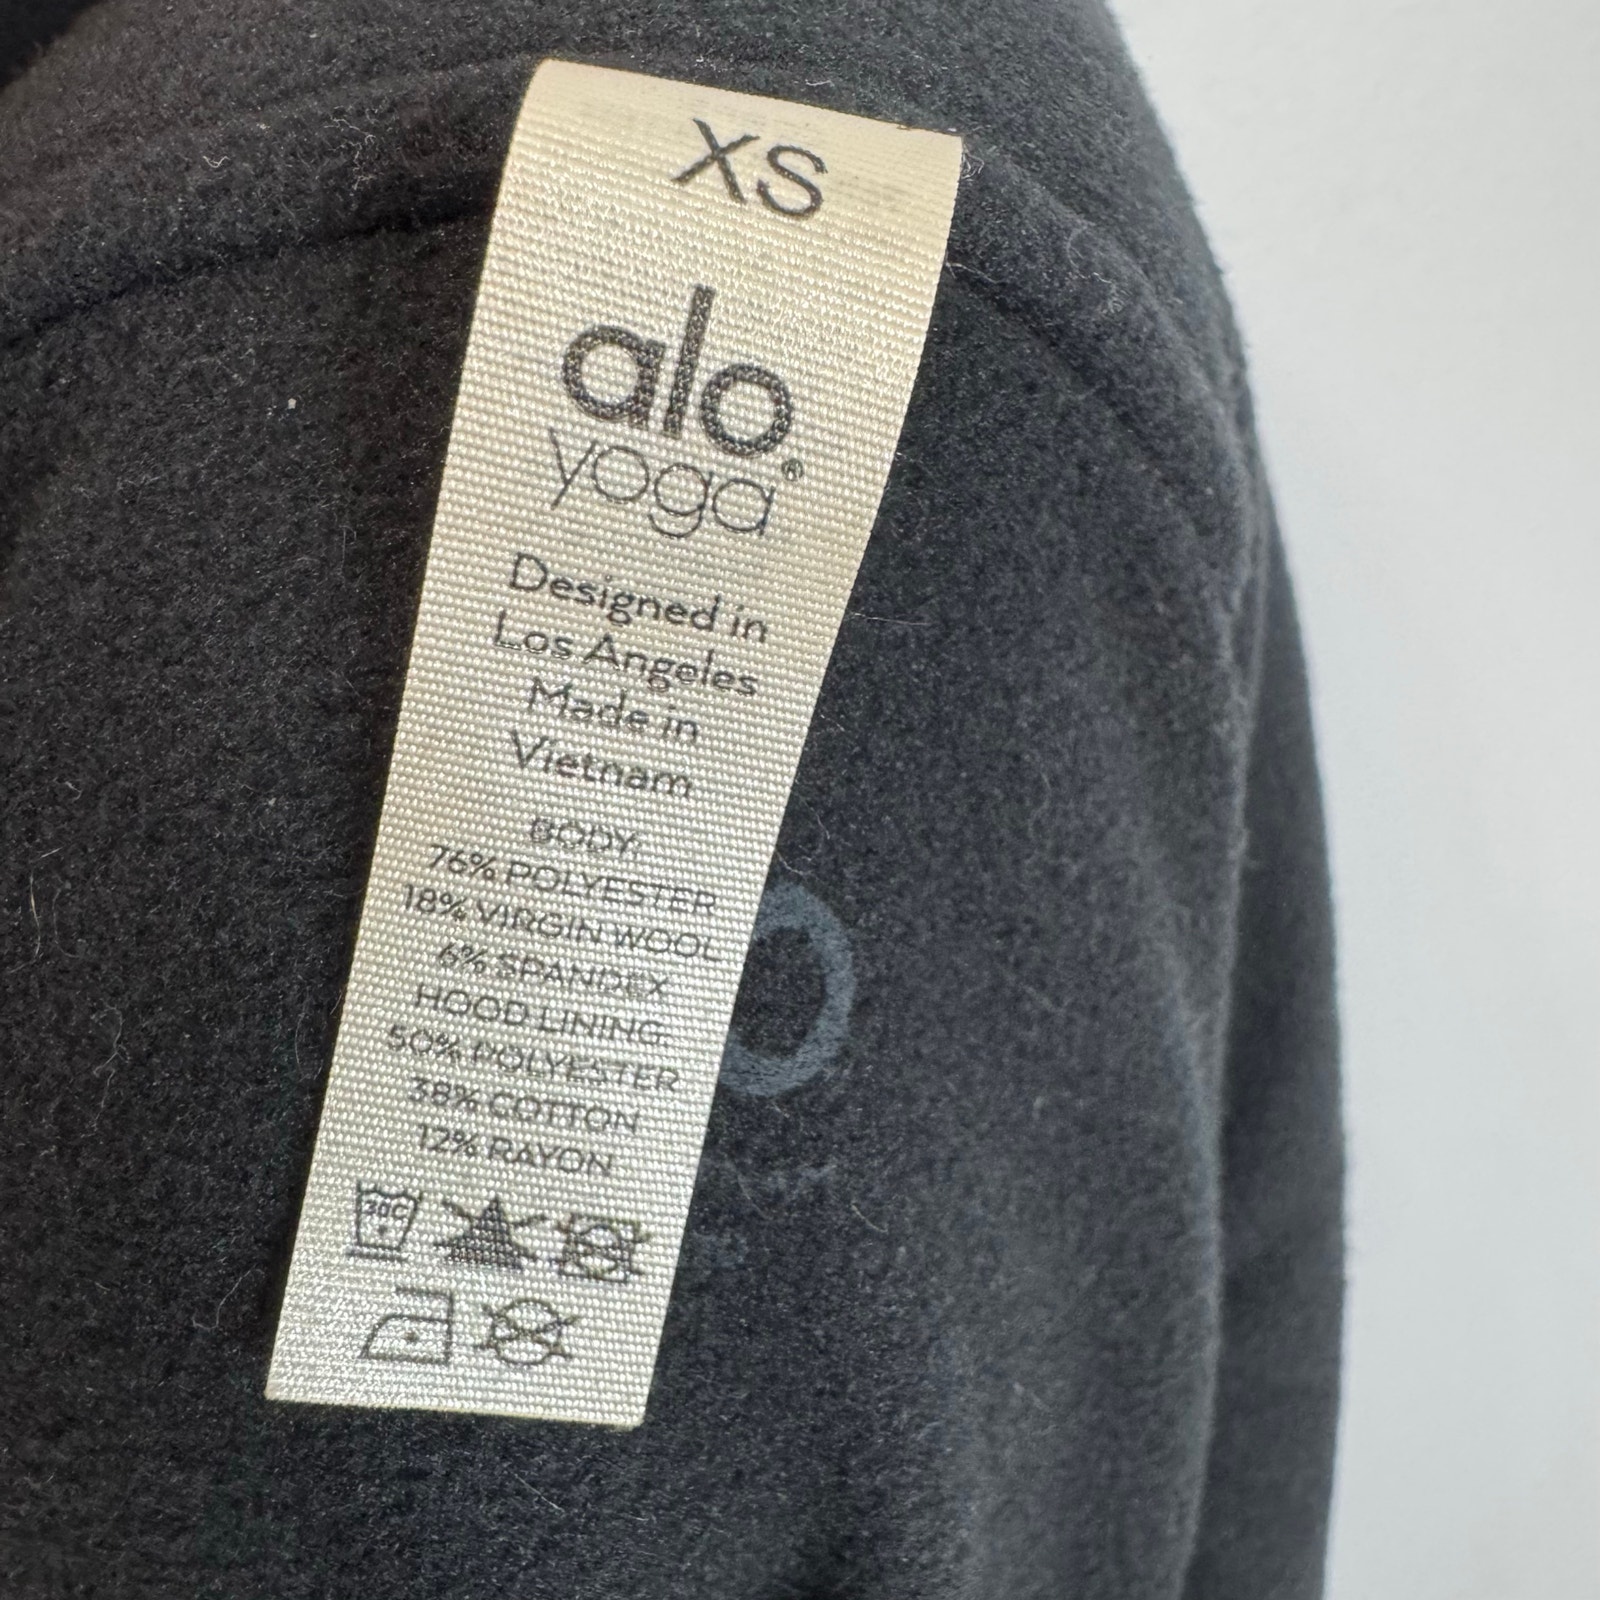 XS
alo
yoga®
Designed in
Los Angeles
Made in
Vietnam
BODY:
76% POLYESTER
18% VIRGIN WOOL
6% SPANDEX
HOOD LINING:
50% POLYESTER
38% COTTON
12% RAYON
30C